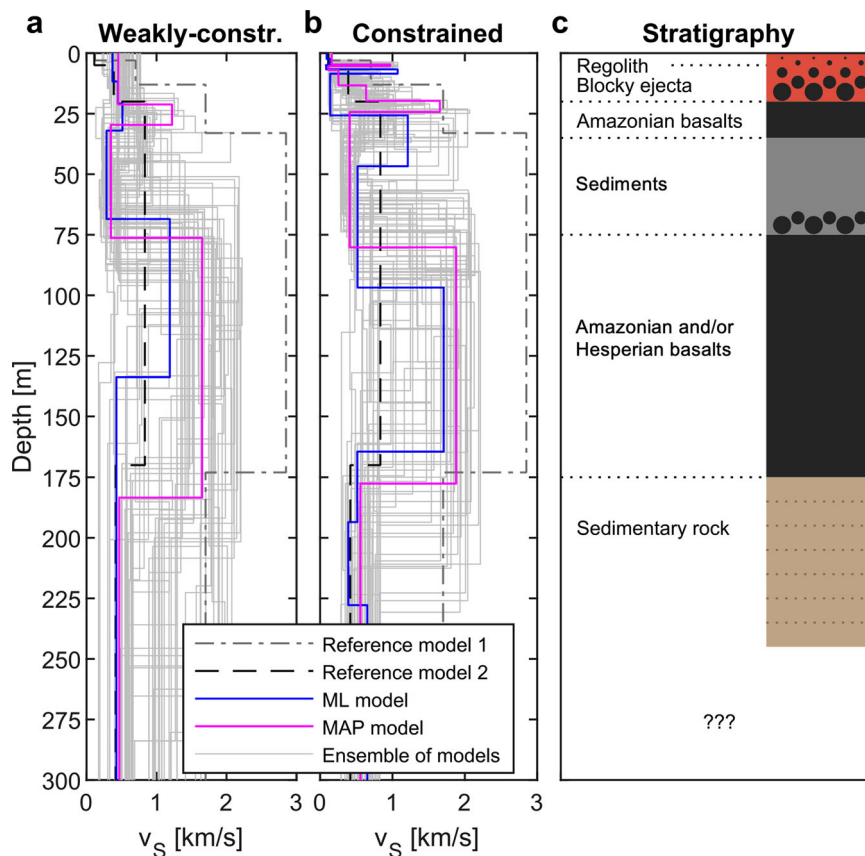 a Weakly-constr.
b Constrained
c Stratigraphy
0
25
50
75
100
125
150
175
200
225
250
275
300
Depth [m]
0 1 2 3
vS [km/s]
0 1 2 3
vS [km/s]
Reference model 1
Reference model 2
ML model
MAP model
Ensemble of models
Regolith
Blocky ejecta
Amazonian basalts
Sediments
Amazonian and/or
Hesperian basalts
Sedimentary rock
???